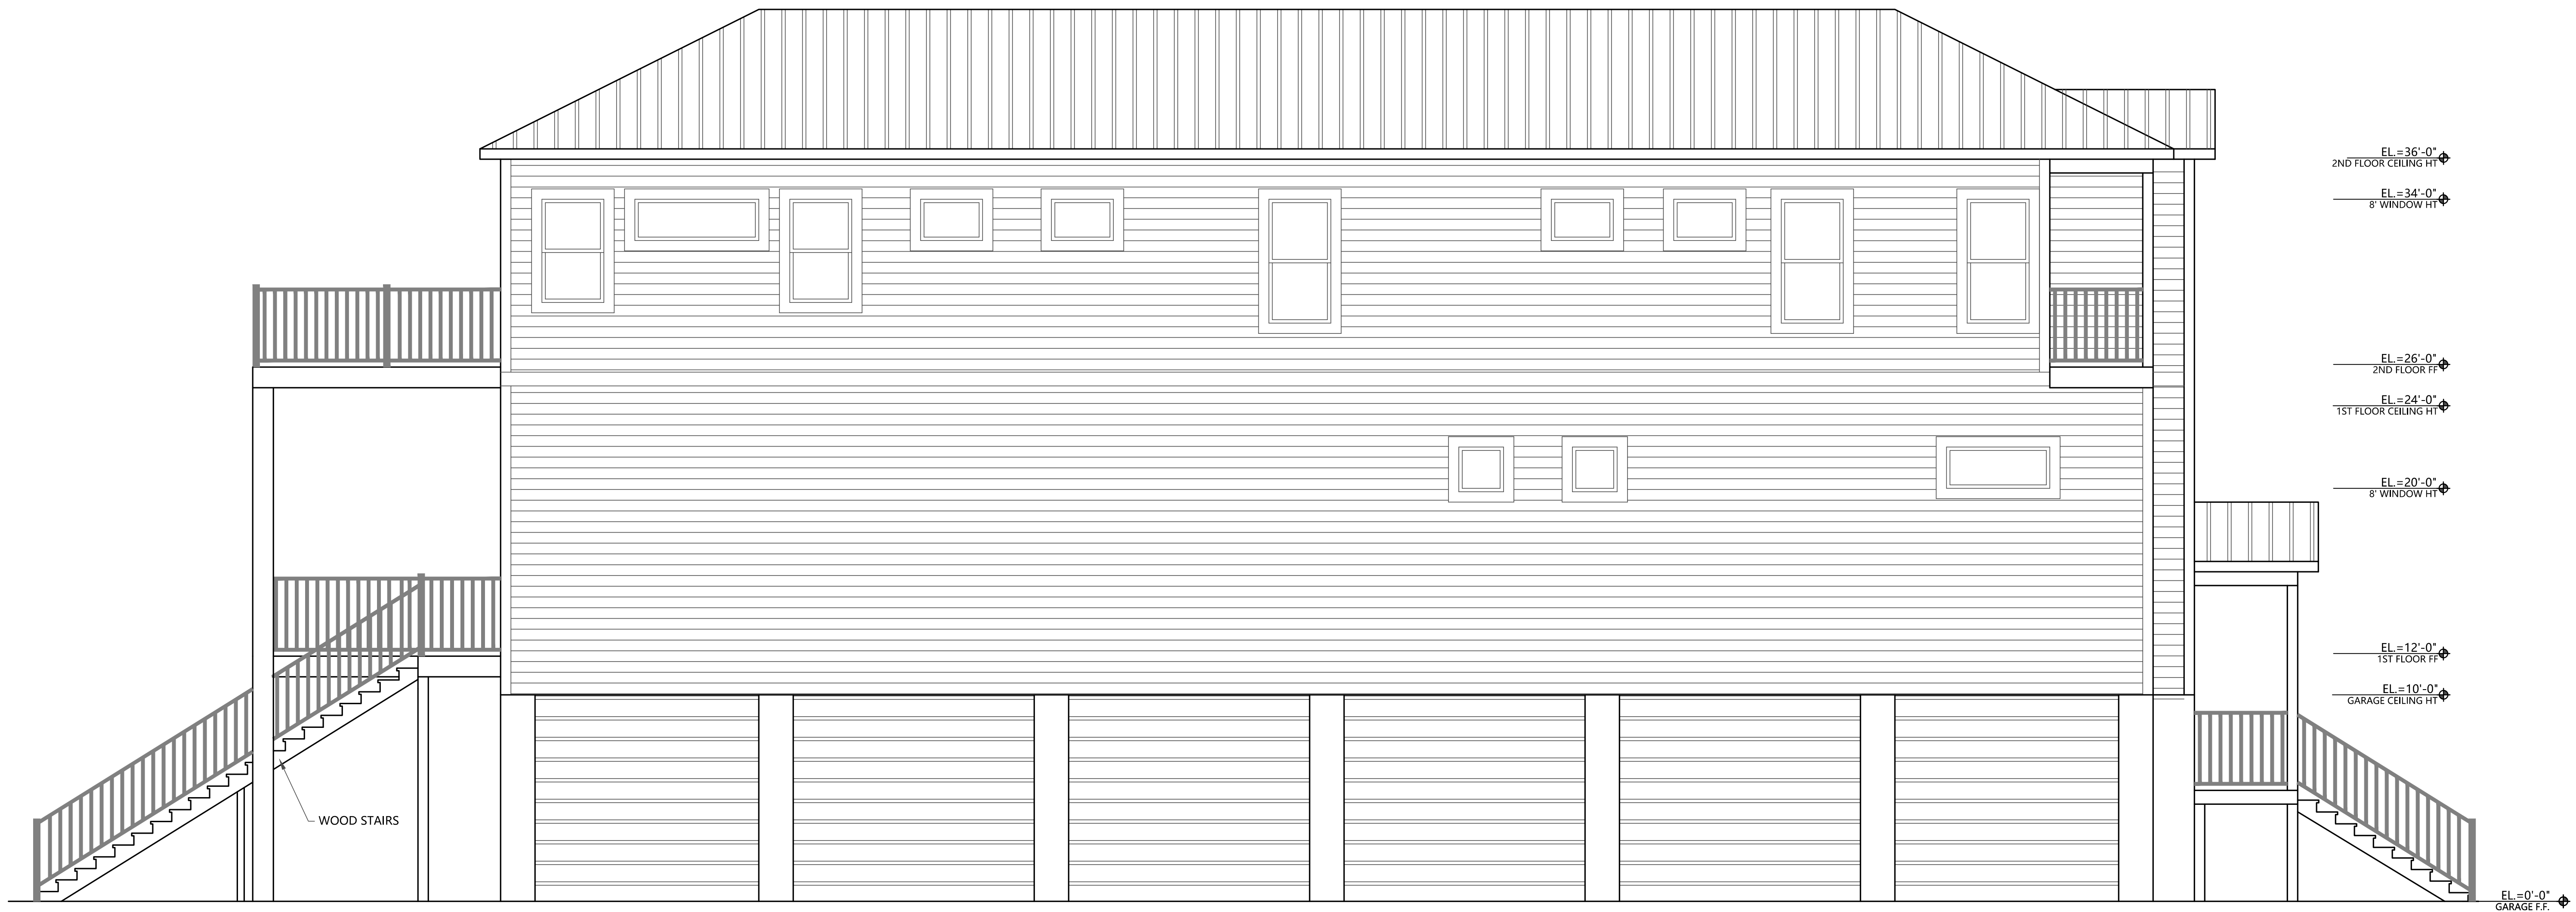 EL.=36'-0"
2ND FLOOR CEILING HT
EL.=34'-0"
8' WINDOW HT
EL.=26'-0"
2ND FLOOR FF
EL.=24'-0"
1ST FLOOR CEILING HT
EL.=20'-0"
8' WINDOW HT
EL.=12'-0"
1ST FLOOR FF
EL.=10'-0"
GARAGE CEILING HT
WOOD STAIRS
EL.=0'-0"
GARAGE F.F.